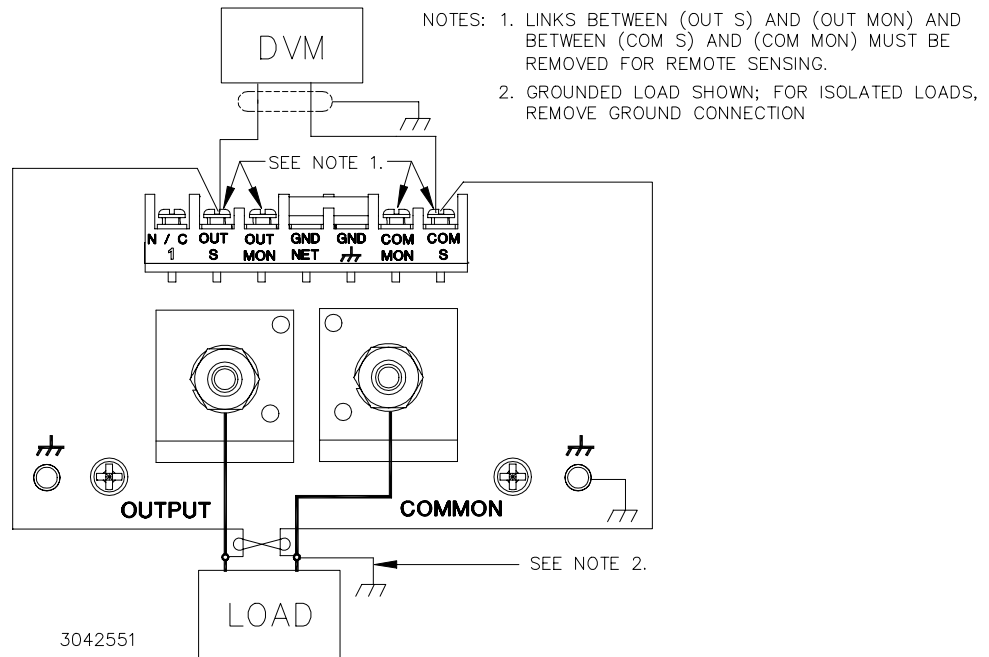 DVM
NOTES: 1. LINKS BETWEEN (OUT S) AND (OUT MON) AND
BETWEEN (COM S) AND (COM MON) MUST BE
REMOVED FOR REMOTE SENSING.
2. GROUNDED LOAD SHOWN; FOR ISOLATED LOADS,
REMOVE GROUND CONNECTION
SEE NOTE 1.
N / C OUT OUT GND GND COM COM
1 S MON NET MON S
OUTPUT
COMMON
SEE NOTE 2.
LOAD
3042551